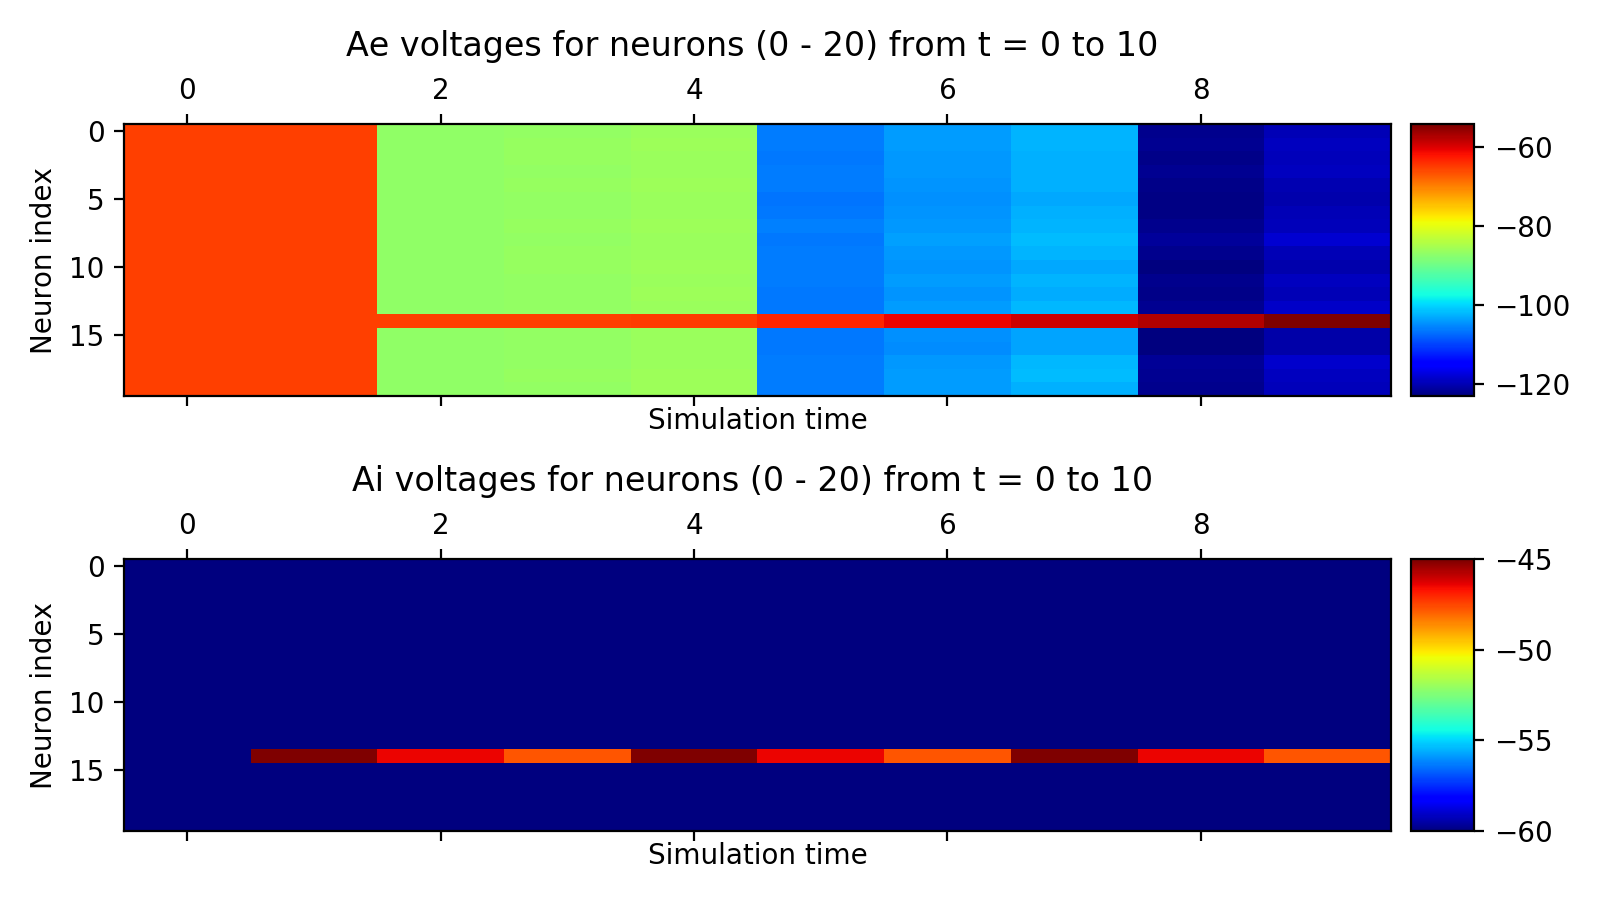 Ae voltages for neurons (0 - 20) from t = 0 to 10
0 2 4 6 8
Neuron index
0
5
10
15
−60
−80
−100
−120
Simulation time
Ai voltages for neurons (0 - 20) from t = 0 to 10
0 2 4 6 8
Neuron index
0
5
10
15
−45
−50
−55
−60
Simulation time